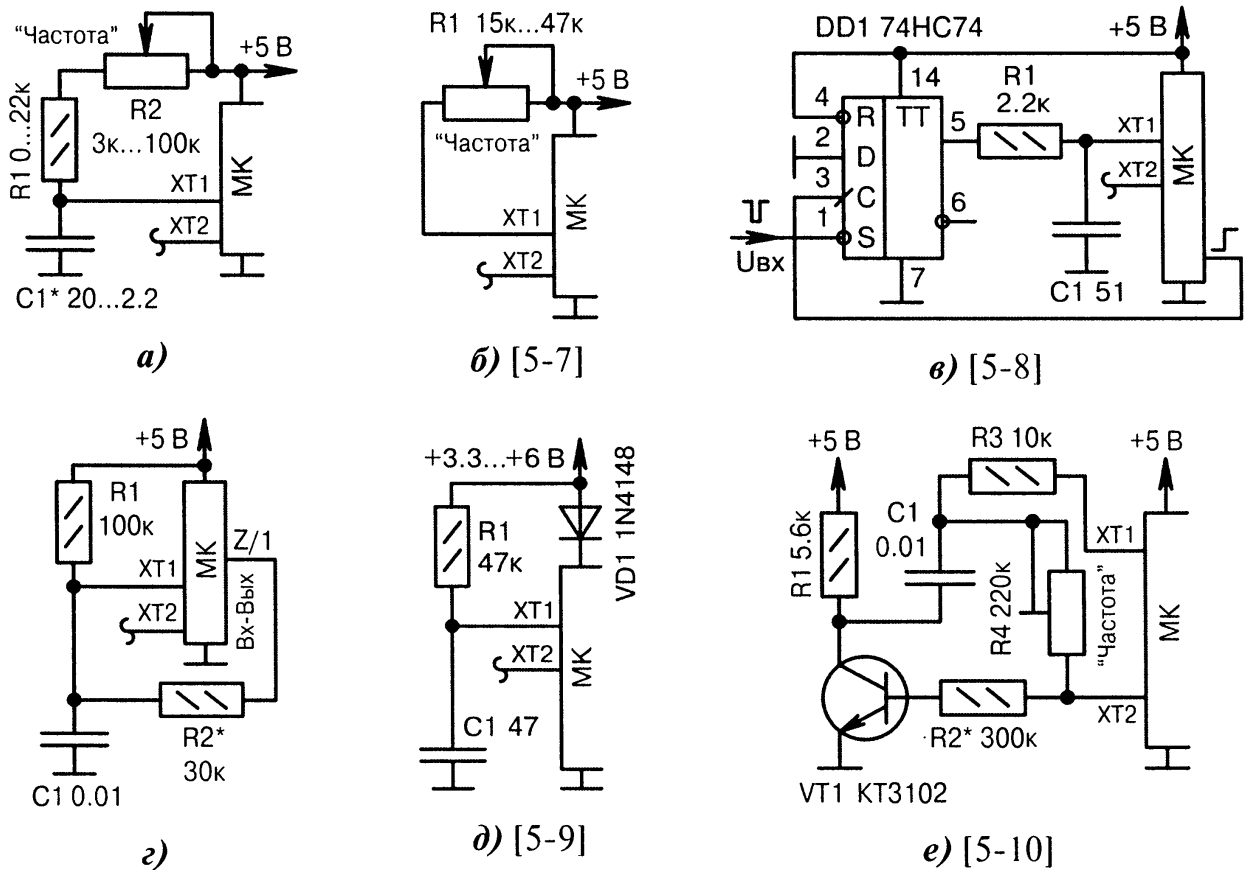 “Частота”
+5 В
R2
3к...100к
R1 0...22к
XT1
XT2
МК
C1* 20...2.2
а)
R1 15к...47к
+5 В
“Частота”
XT1
XT2
МК
б) [5-7]
DD1 74HC74
+5 В
14
R1
2.2к
4
R
TT
5
2
D
3
C
6
1
S
7
Uвх
XT1
XT2
МК
C1 51
в) [5-8]
+5 В
R1
100к
Z/1
XT1
XT2
МК
Вх-Вых
R2*
30к
C1 0.01
г)
+3.3...+6 В
VD1 1N4148
R1
47к
XT1
XT2
МК
C1 47
д) [5-9]
+5 В
R3 10к
+5 В
R1 5.6к
C1
0.01
XT1
R4 220к
“Частота”
МК
XT2
R2* 300к
VT1 КТ3102
е) [5-10]